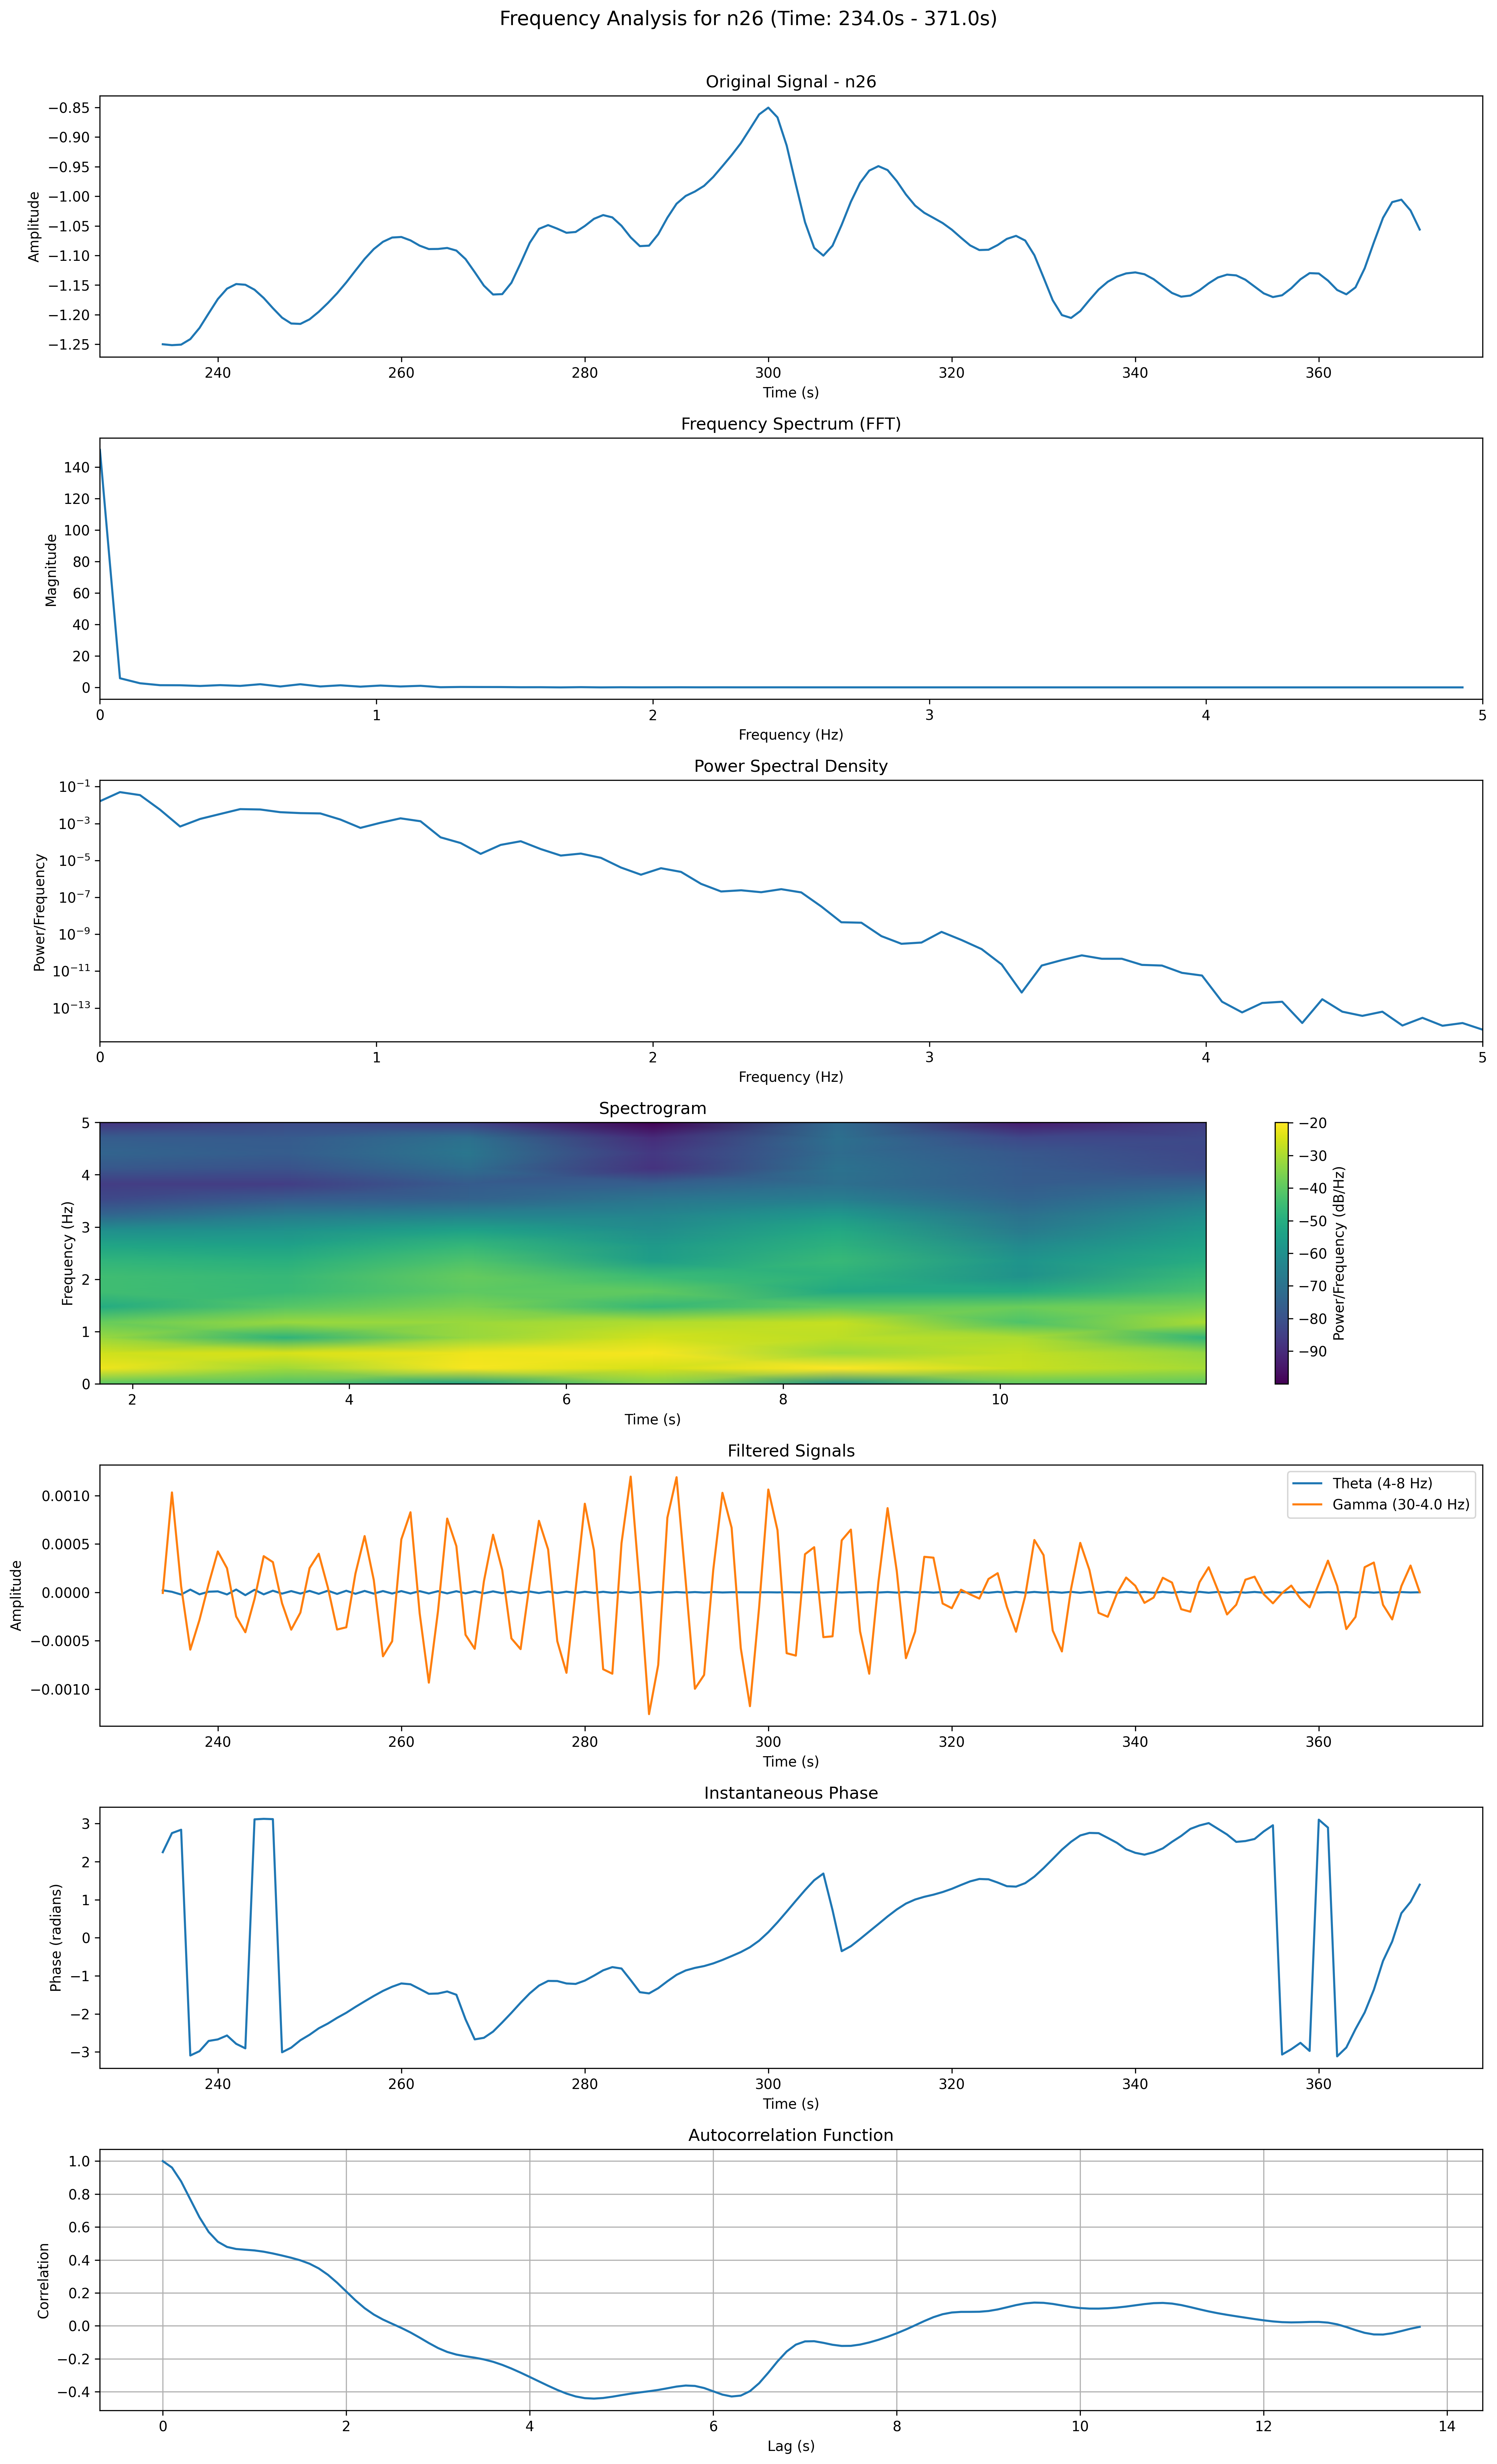 Frequency Analysis for n26 (Time: 234.0s - 371.0s)
Original Signal - n26
Amplitude
−0.85
−0.90
−0.95
−1.00
−1.05
−1.10
−1.15
−1.20
−1.25
240 260 280 300 320 340 360
Time (s)
Frequency Spectrum (FFT)
Magnitude
140
120
100
80
60
40
20
0
0 1 2 3 4 5
Frequency (Hz)
Power Spectral Density
Power/Frequency
10⁻¹
10⁻³
10⁻⁵
10⁻⁷
10⁻⁹
10⁻¹¹
10⁻¹³
0 1 2 3 4 5
Frequency (Hz)
Spectrogram
Frequency (Hz)
5
4
3
2
1
0
2 4 6 8 10
Time (s)
−20
−30
−40
−50
−60
−70
−80
−90
Power/Frequency (dB/Hz)
Filtered Signals
Amplitude
0.0010
0.0005
0.0000
−0.0005
−0.0010
Theta (4-8 Hz)
Gamma (30-4.0 Hz)
240 260 280 300 320 340 360
Time (s)
Instantaneous Phase
Phase (radians)
3
2
1
0
−1
−2
−3
240 260 280 300 320 340 360
Time (s)
Autocorrelation Function
Correlation
1.0
0.8
0.6
0.4
0.2
0.0
−0.2
−0.4
0 2 4 6 8 10 12 14
Lag (s)